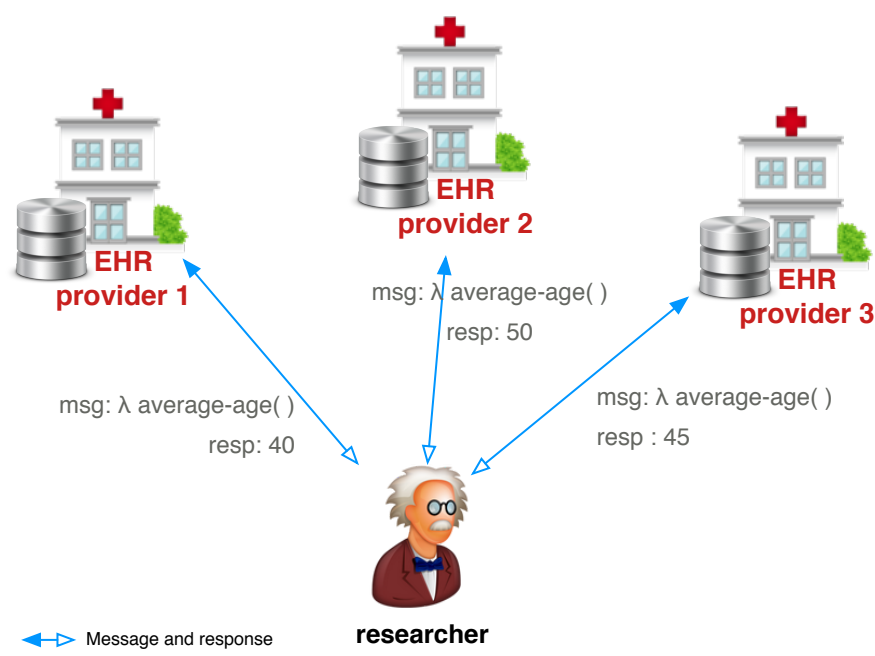 EHR
provider 2
EHR
provider 1
EHR
provider 3
msg: λ average-age( )
resp: 50
msg: λ average-age( )
resp: 40
msg: λ average-age( )
resp : 45
researcher
Message and response